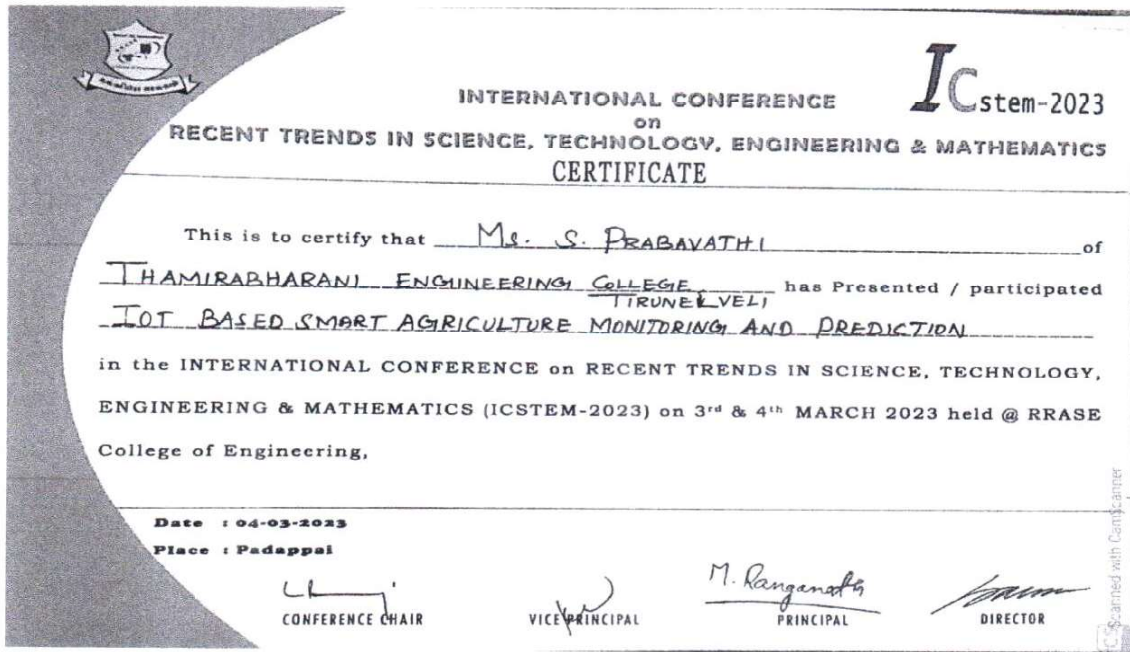 ICstem-2023
INTERNATIONAL CONFERENCE
on
RECENT TRENDS IN SCIENCE, TECHNOLOGY, ENGINEERING & MATHEMATICS
CERTIFICATE
This is to certify that Ms. S. PRABAVATHI of
THAMIRABHARANI ENGINEERING COLLEGE, has Presented / participated
TIRUNELVELI
IOT BASED SMART AGRICULTURE MONITORING AND PREDICTION
in the INTERNATIONAL CONFERENCE on RECENT TRENDS IN SCIENCE, TECHNOLOGY,
ENGINEERING & MATHEMATICS (ICSTEM-2023) on 3rd & 4th MARCH 2023 held @ RRASE
College of Engineering,
Date : 04-03-2023
Place : Padappai
M. Ranganath
CONFERENCE CHAIR VICE PRINCIPAL PRINCIPAL DIRECTOR
CS Scanned with CamScanner